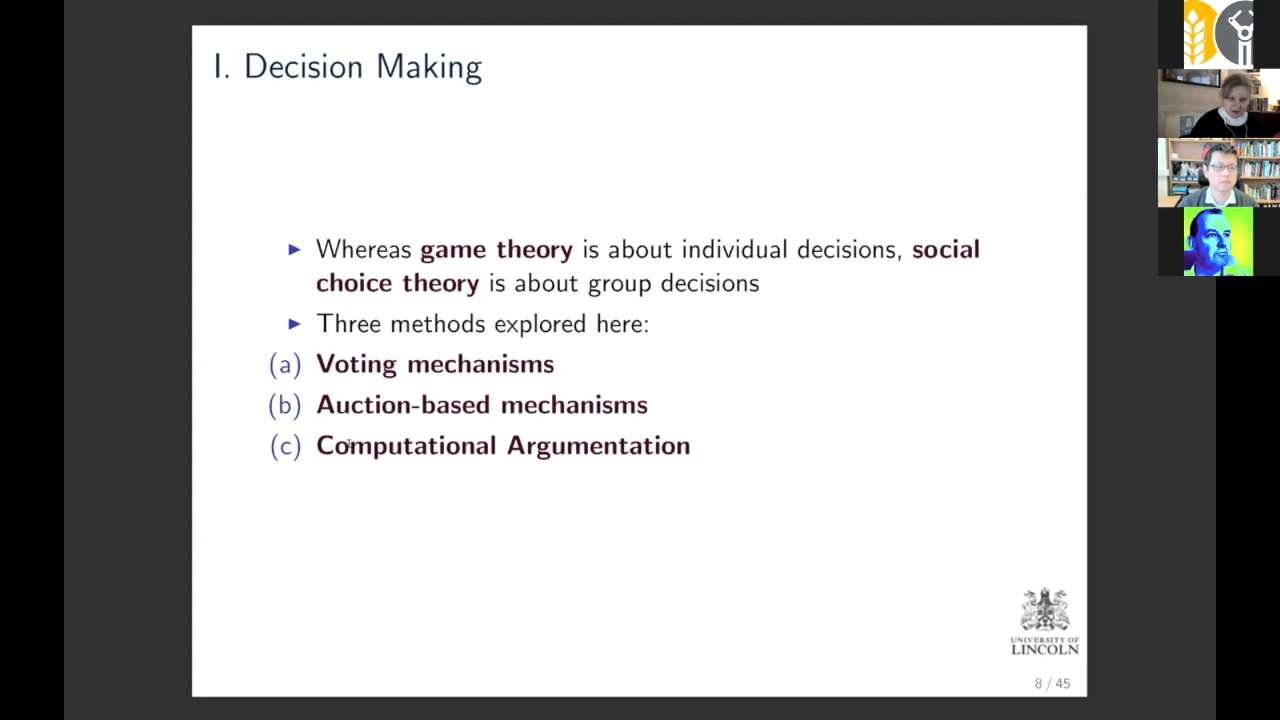 I. Decision Making
▶ Whereas game theory is about individual decisions, social
choice theory is about group decisions
▶ Three methods explored here:
(a) Voting mechanisms
(b) Auction-based mechanisms
(c) Computational Argumentation
UNIVERSITY OF
LINCOLN
8 / 45